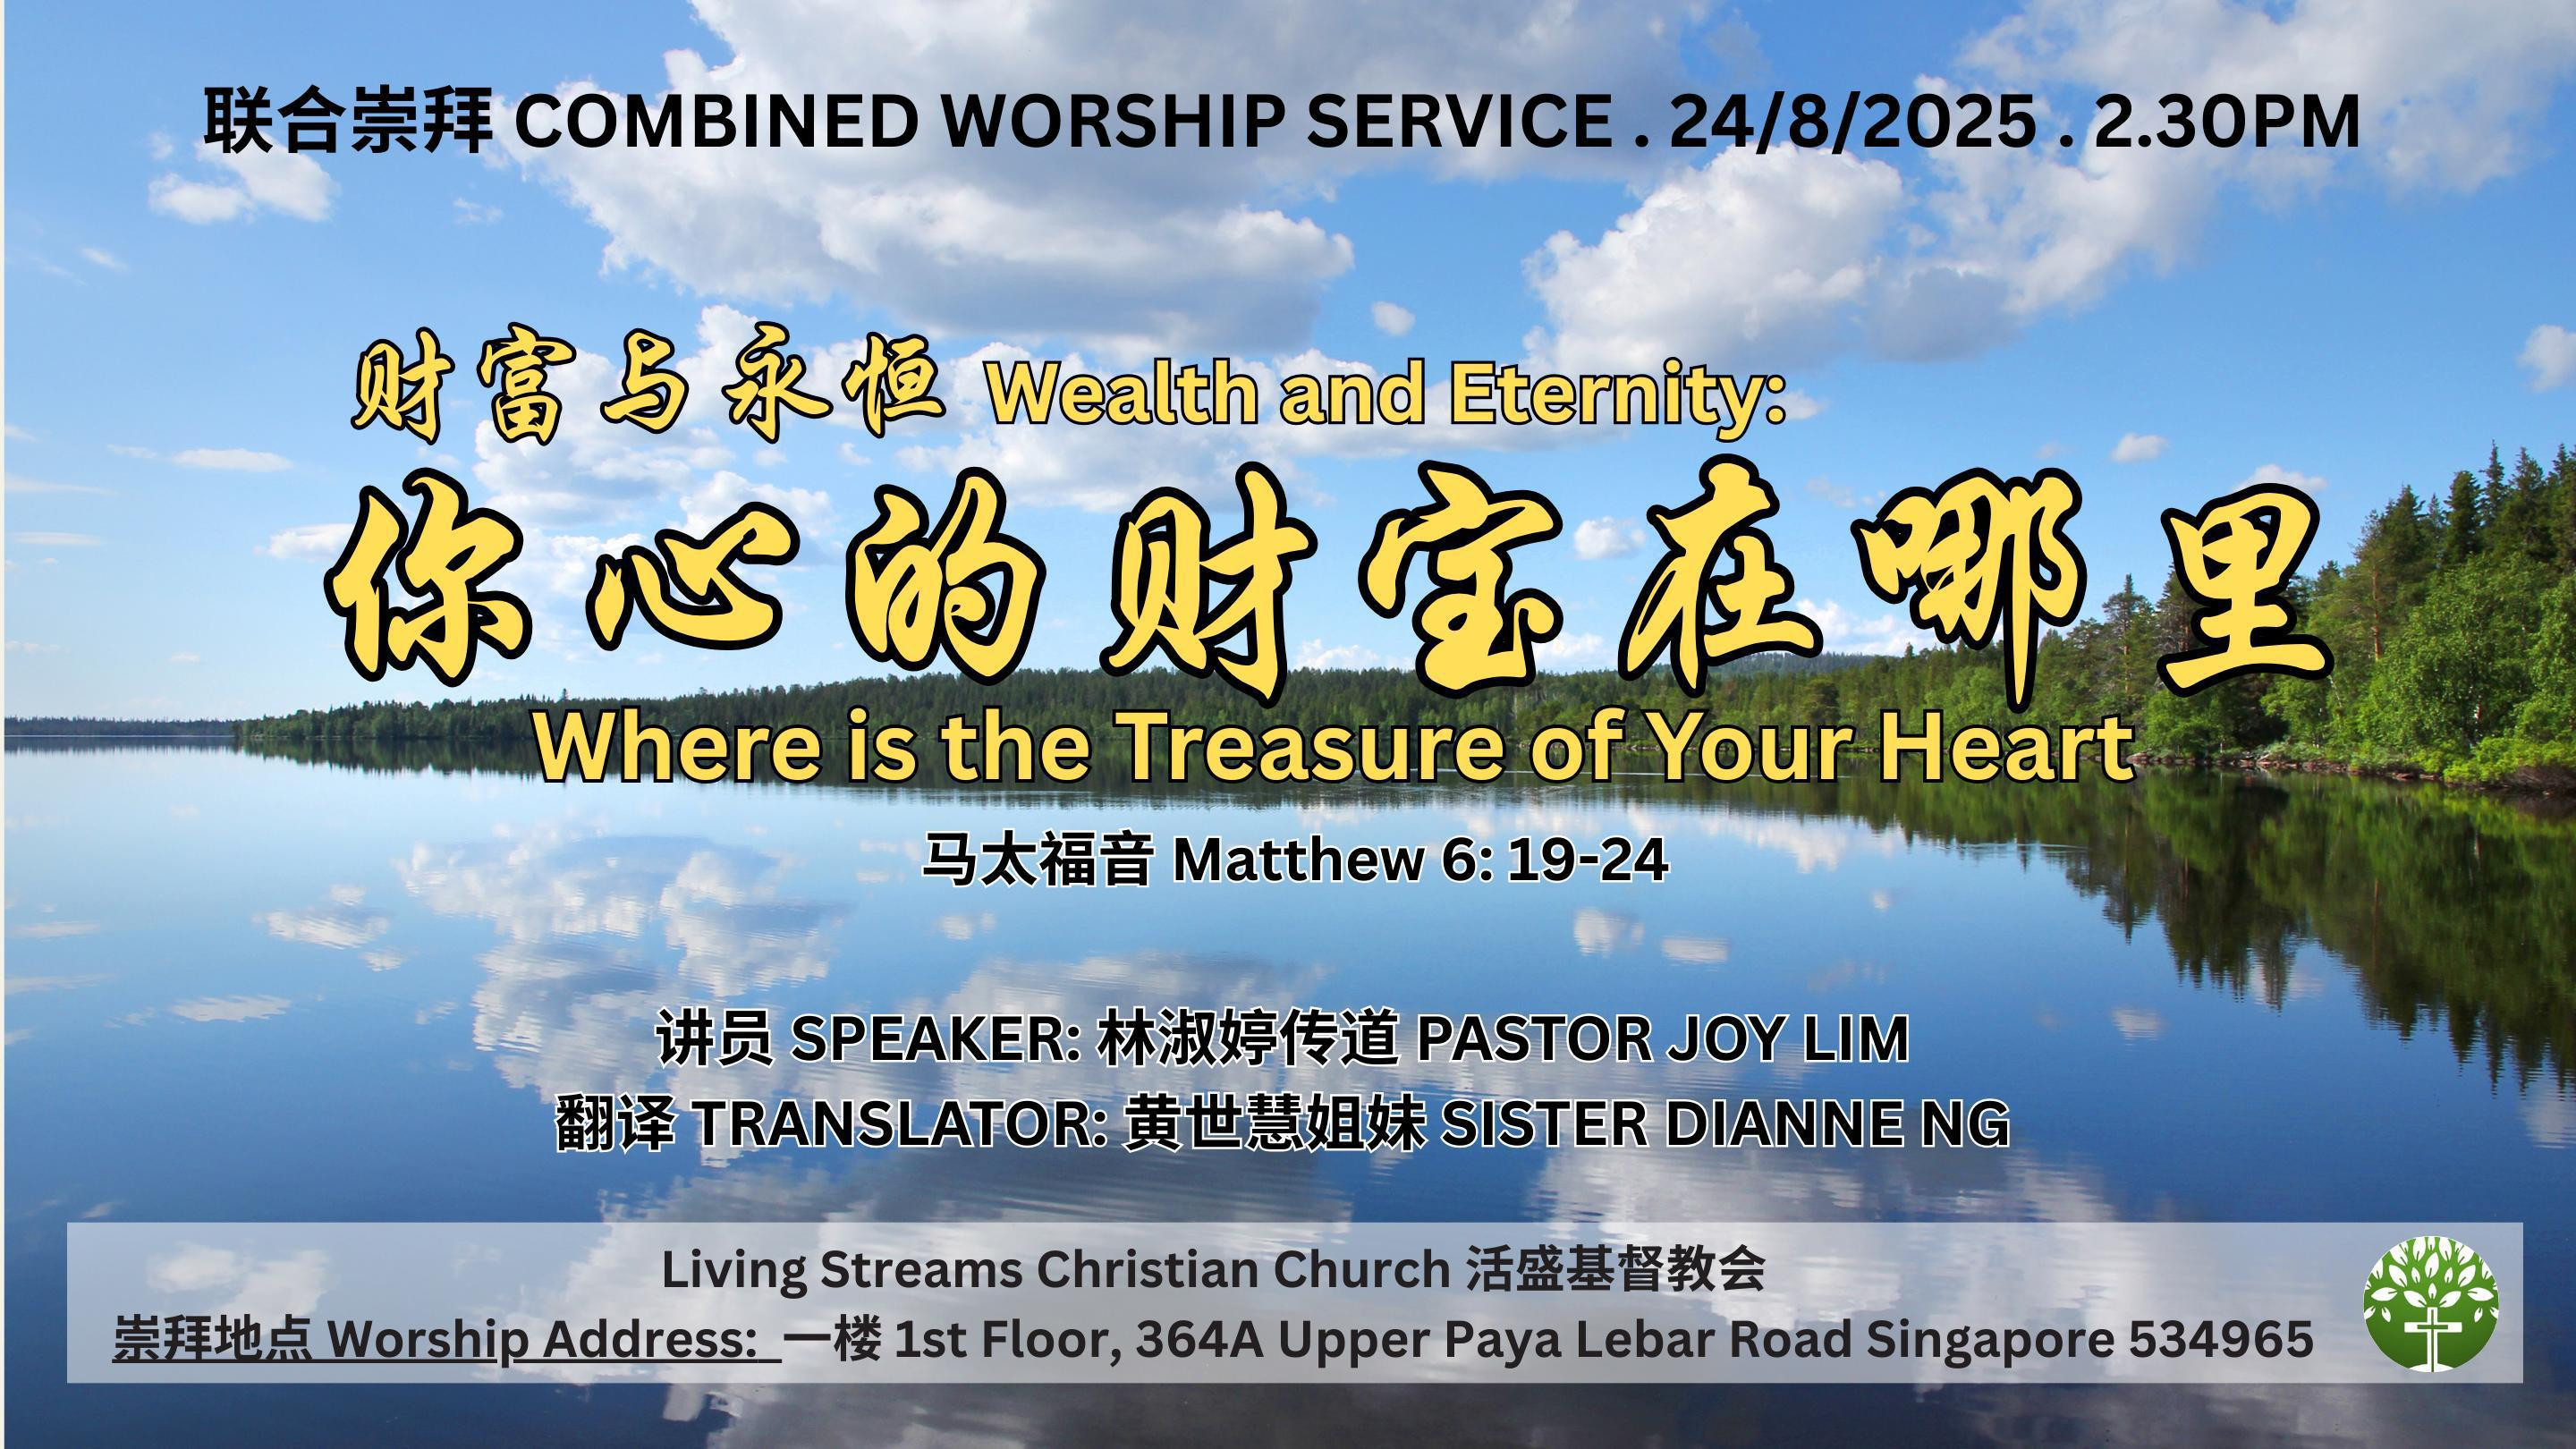 联合崇拜 COMBINED WORSHIP SERVICE . 24/8/2025 . 2.30PM
财富与永恒 Wealth and Eternity:
你心的财宝在哪里
Where is the Treasure of Your Heart
马太福音 Matthew 6: 19-24
讲员 SPEAKER: 林淑婷传道 PASTOR JOY LIM
翻译 TRANSLATOR: 黄世慧姐妹 SISTER DIANNE NG
Living Streams Christian Church 活盛基督教会
崇拜地点 Worship Address: 一楼 1st Floor, 364A Upper Paya Lebar Road Singapore 534965